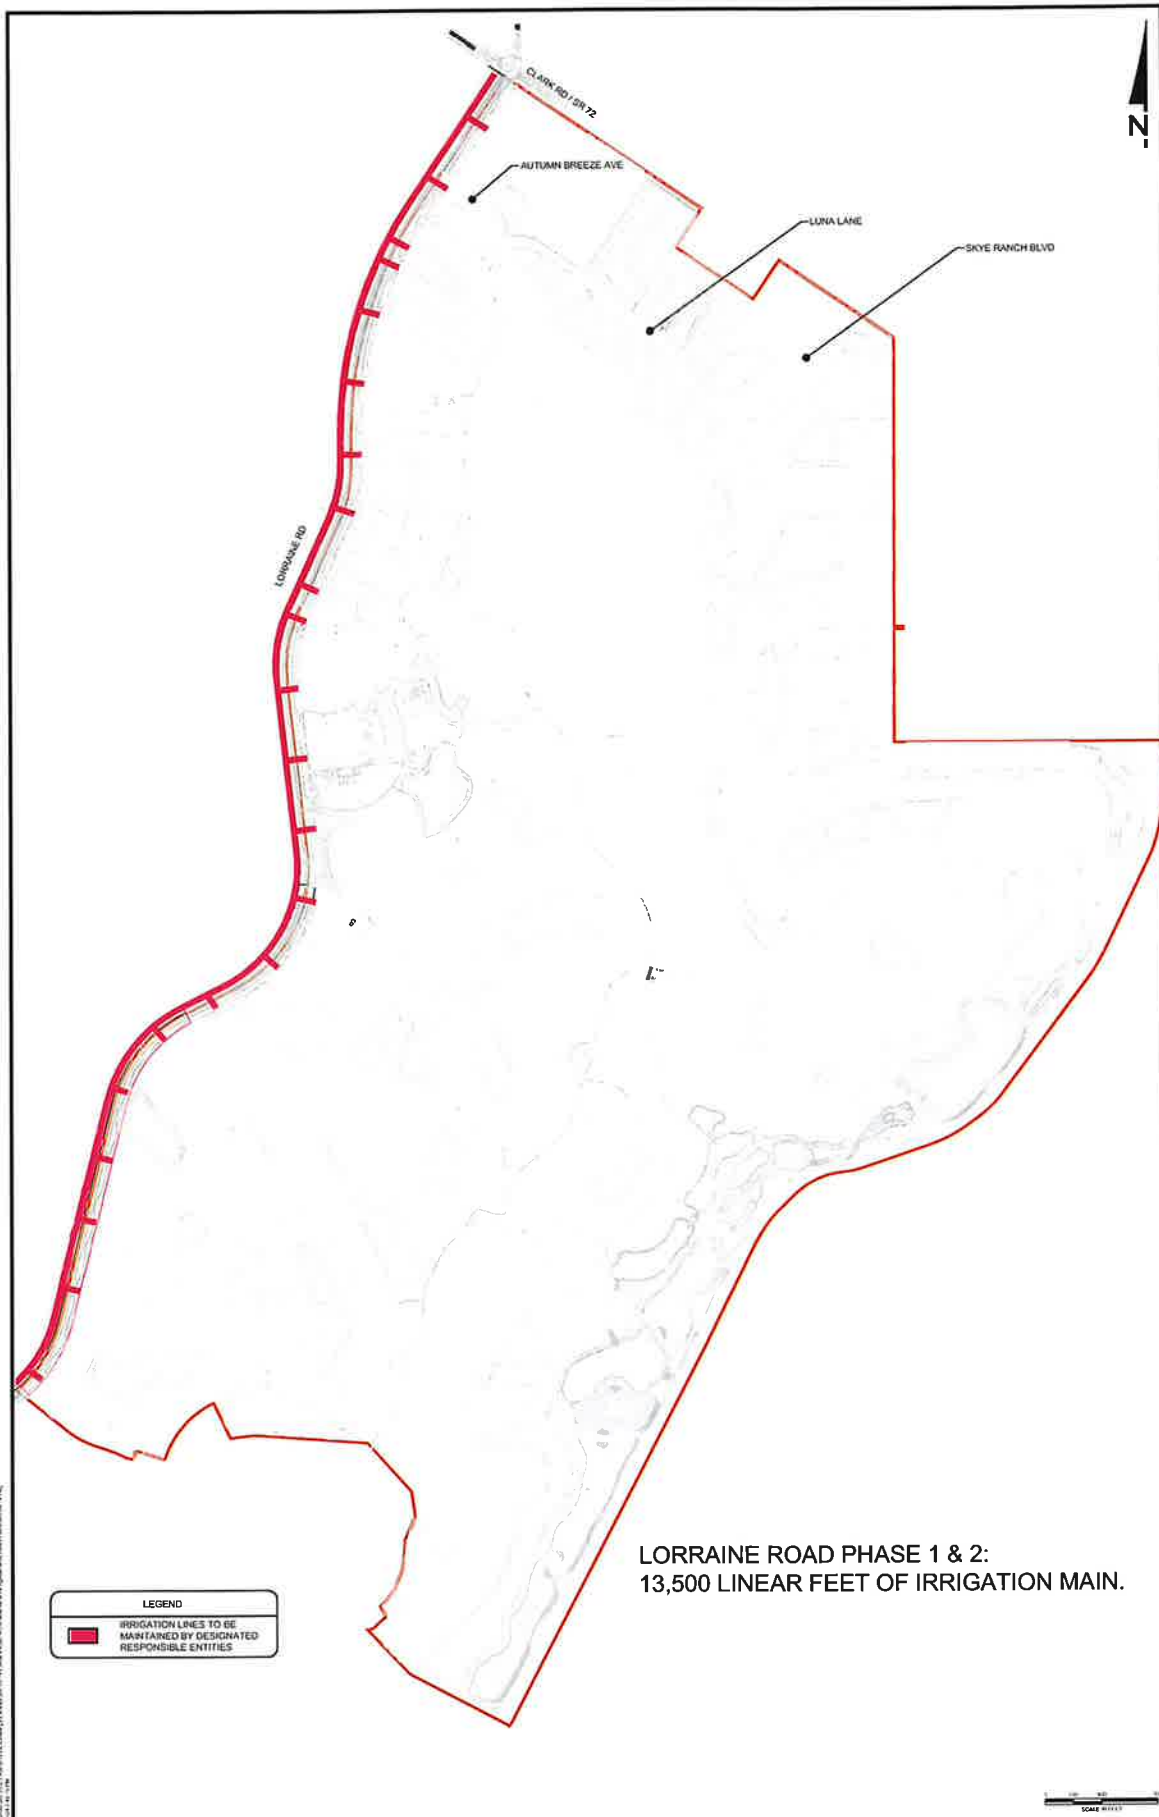 CLARK RD / SR 72
N
AUTUMN BREEZE AVE
LUNA LANE
SKYE RANCH BLVD
LORRAINE RD
LORRAINE ROAD PHASE 1 & 2:
13,500 LINEAR FEET OF IRRIGATION MAIN.
LEGEND
IRRIGATION LINES TO BE
MAINTAINED BY DESIGNATED
RESPONSIBLE ENTITIES